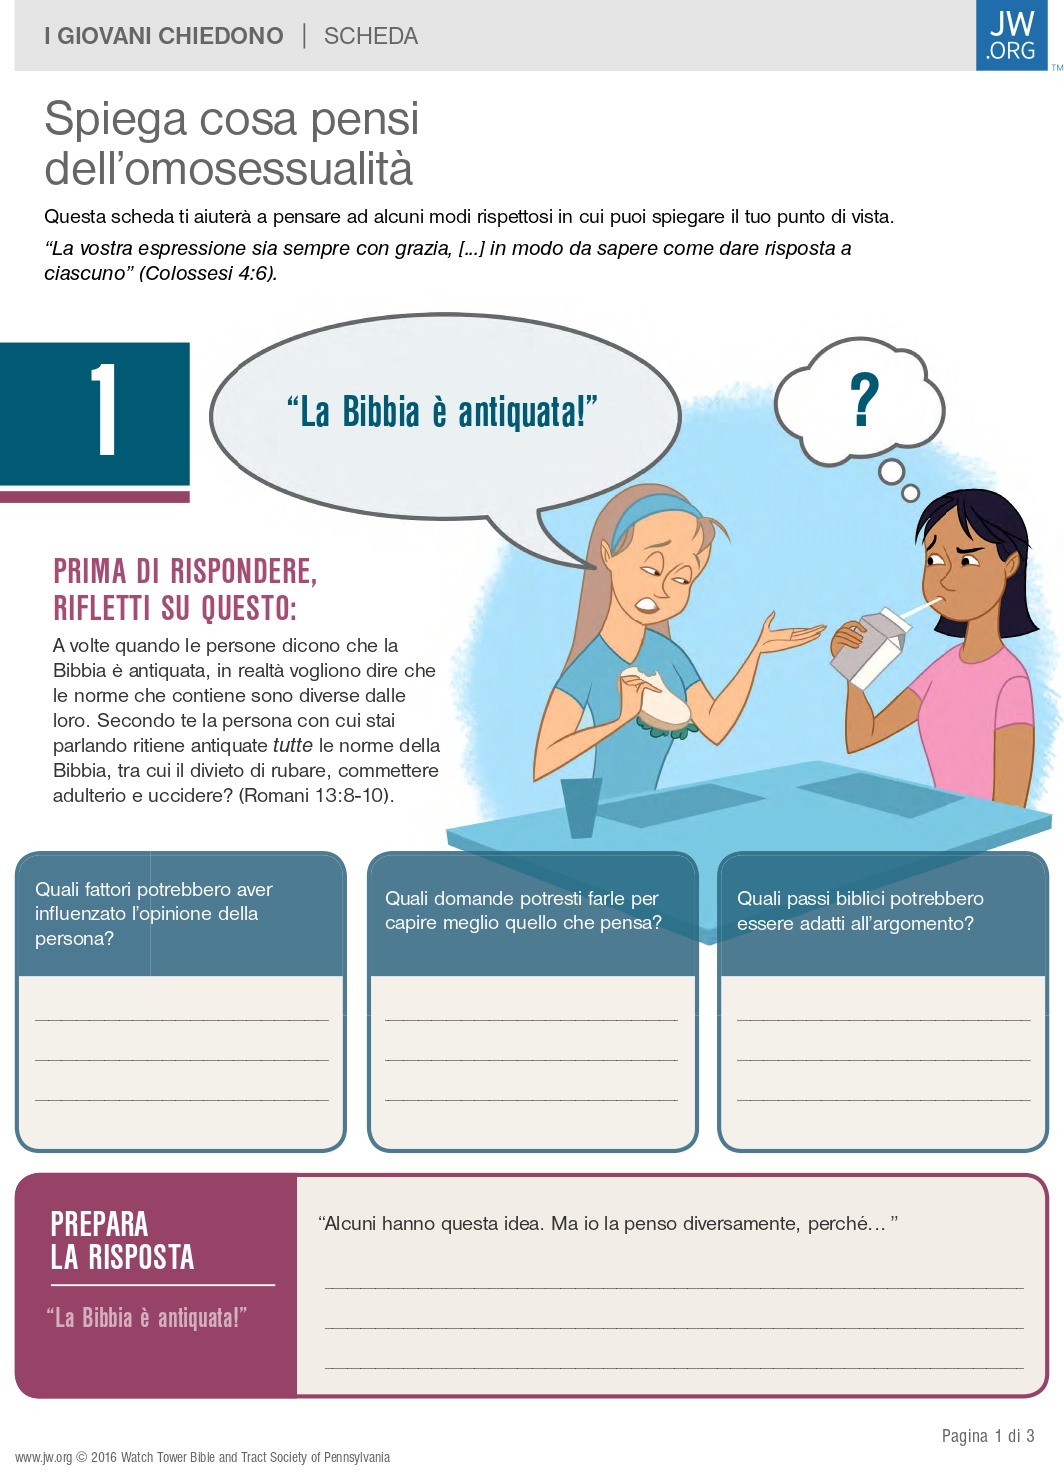 I GIOVANI CHIEDONO | SCHEDA
JW
.ORG
TM
Spiega cosa pensi
dell’omosessualità
Questa scheda ti aiuterà a pensare ad alcuni modi rispettosi in cui puoi spiegare il tuo punto di vista.
“La vostra espressione sia sempre con grazia, [...] in modo da sapere come dare risposta a
ciascuno” (Colossesi 4:6).
1
“La Bibbia è antiquata!”
?
PRIMA DI RISPONDERE,
RIFLETTI SU QUESTO:
A volte quando le persone dicono che la
Bibbia è antiquata, in realtà vogliono dire che
le norme che contiene sono diverse dalle
loro. Secondo te la persona con cui stai
parlando ritiene antiquate tutte le norme della
Bibbia, tra cui il divieto di rubare, commettere
adulterio e uccidere? (Romani 13:8-10).
Quali fattori potrebbero aver
influenzato l’opinione della
persona?
Quali domande potresti farle per
capire meglio quello che pensa?
Quali passi biblici potrebbero
essere adatti all’argomento?
PREPARA
LA RISPOSTA
“La Bibbia è antiquata!”
“Alcuni hanno questa idea. Ma io la penso diversamente, perché… ”
Pagina 1 di 3
www.jw.org © 2016 Watch Tower Bible and Tract Society of Pennsylvania